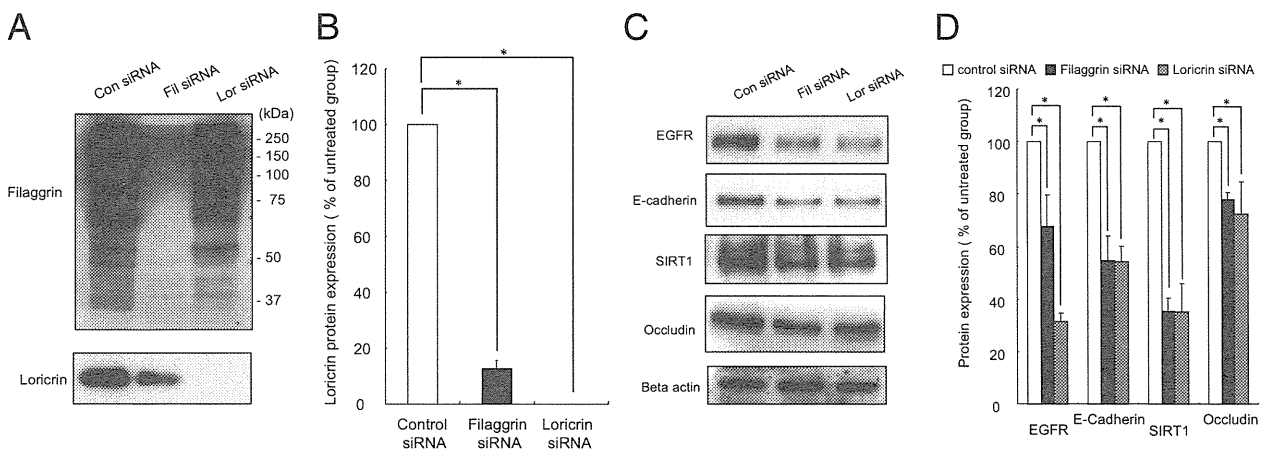 A
Con siRNA
Fil siRNA
Lor siRNA
(kDa)
- 250
- 150
- 100
- 75
- 50
- 37
Filaggrin
Loricrin
B
Loricrin protein expression ( % of untreated group)
120
100
80
60
40
20
0
*
*
Control siRNA
Filaggrin siRNA
Loricrin siRNA
C
Con siRNA
Fil siRNA
Lor siRNA
EGFR
E-cadherin
SIRT1
Occludin
Beta actin
D
control siRNA
Filaggrin siRNA
Loricrin siRNA
Protein expression ( % of untreated group)
120
100
80
60
40
20
0
*
*
*
*
*
*
*
*
EGFR
E-Cadherin
SIRT1
Occludin